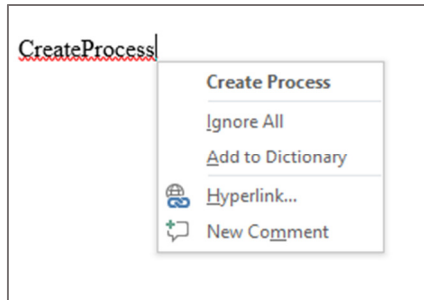 CreateProcess
Create Process
Ignore All
Add to Dictionary
Hyperlink...
New Comment